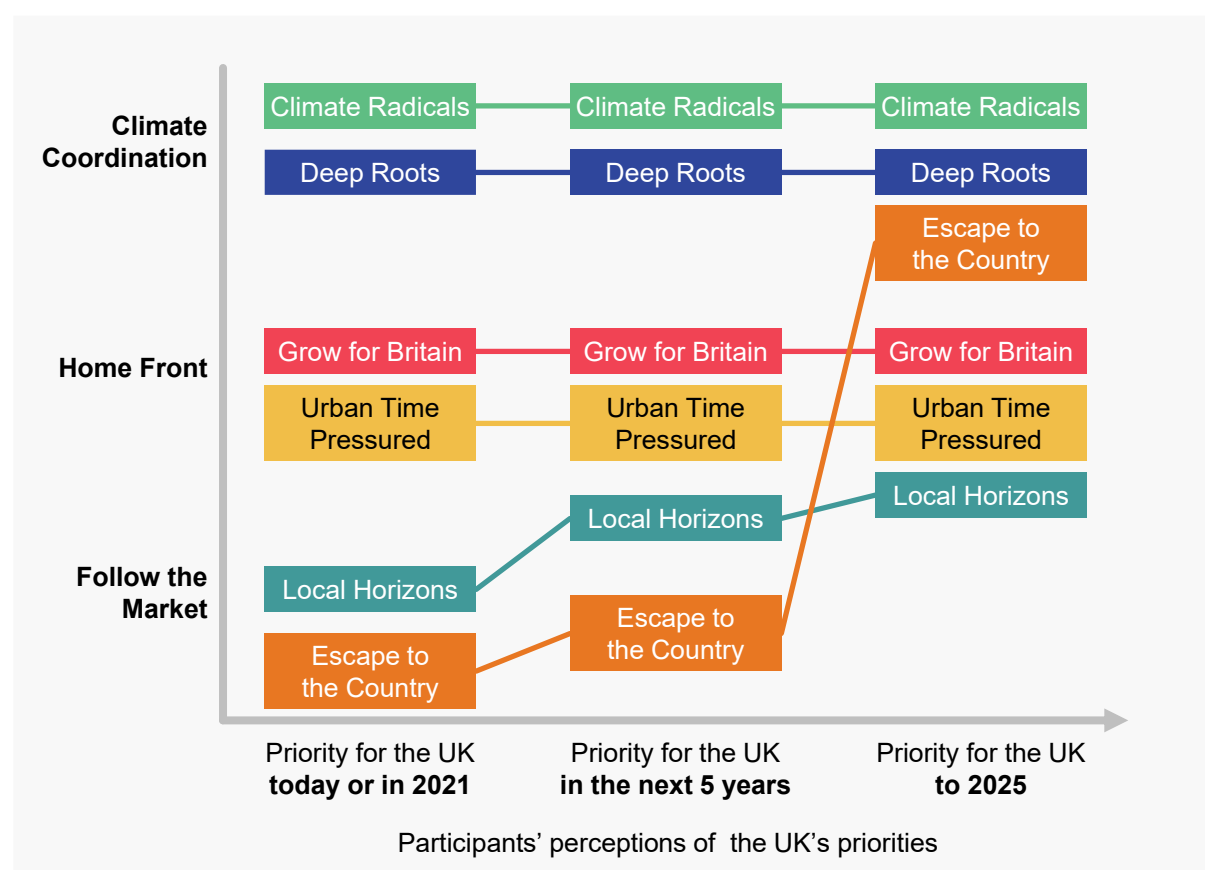 Climate
Coordination
Home Front
Follow the
Market
Climate Radicals
Climate Radicals
Climate Radicals
Deep Roots
Deep Roots
Deep Roots
Escape to
the Country
Grow for Britain
Grow for Britain
Grow for Britain
Urban Time
Pressured
Urban Time
Pressured
Urban Time
Pressured
Local Horizons
Local Horizons
Local Horizons
Escape to
the Country
Escape to
the Country
Priority for the UK
today or in 2021
Priority for the UK
in the next 5 years
Priority for the UK
to 2025
Participants’ perceptions of the UK’s priorities